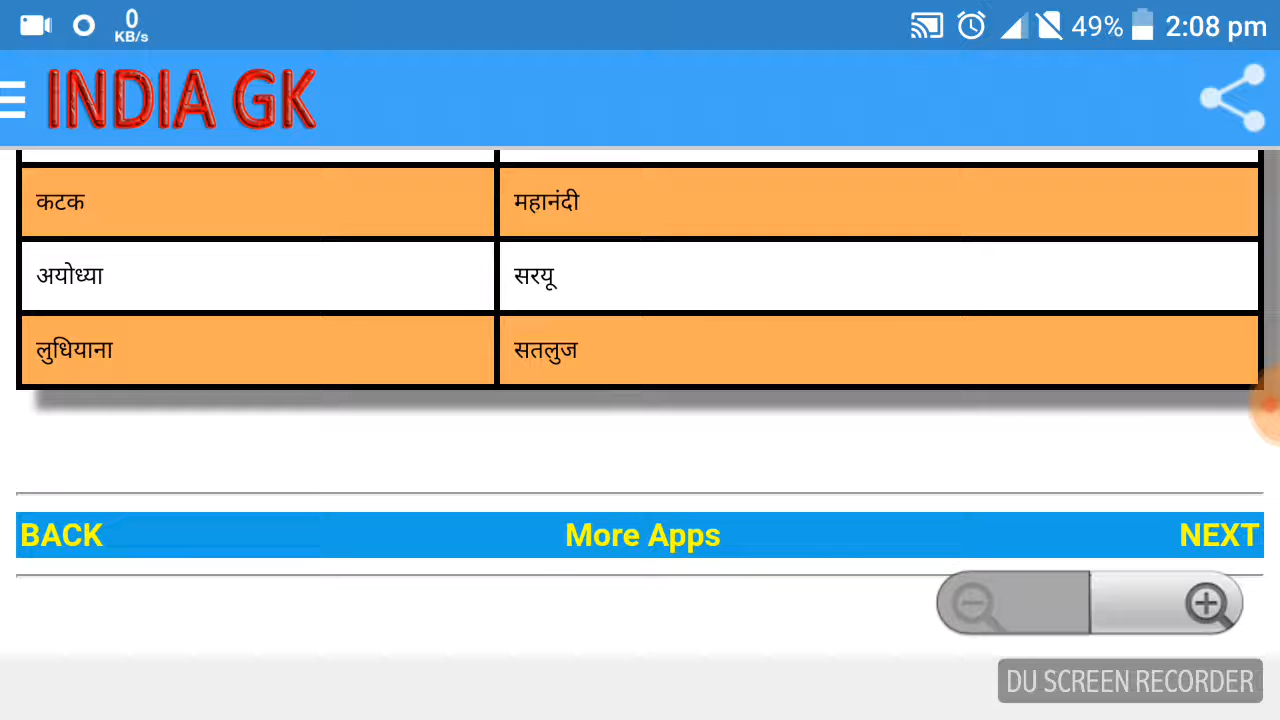 0
KB/s
49% 2:08 pm
INDIA GK
कटक महानंदी
अयोध्या सरयू
लुधियाना सतलुज
BACK More Apps NEXT
DU SCREEN RECORDER